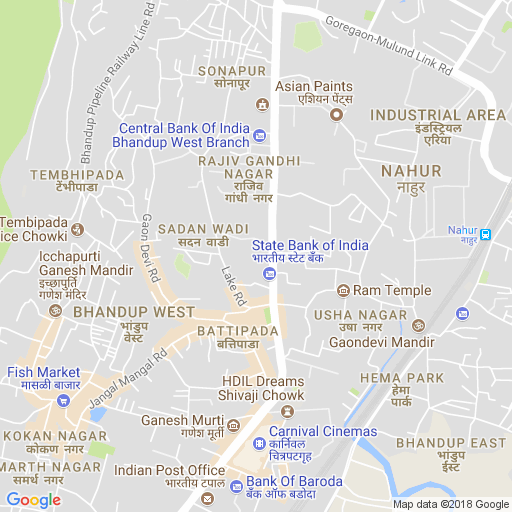 Goregaon-Mulund Link Rd
Bhandup Pipeline Railway Line Rd
SONAPUR
सोनापूर
Asian Paints
एशियन पेंट्स
INDUSTRIAL AREA
इंडस्ट्रियल
एरिया
Central Bank Of India
Bhandup West Branch
RAJIV GANDHI
NAGAR
राजिव
गांधी नगर
NAHUR
नाहुर
TEMBHIPADA
टेंभीपाडा
Tembipada
ice Chowki
SADAN WADI
सदन वाडी
Nahur
नाहुर
Gaon Devi Rd
State Bank of India
भारतीय स्टेट बँक
Icchapurti
Ganesh Mandir
इच्छापुर्ति
गणेश मंदिर
Lake Rd
Ram Temple
BHANDUP WEST
भांडुप
वेस्ट
USHA NAGAR
उषा नगर
BATTIPADA
बत्तिपाडा
Gaondevi Mandir
Jangal Mangal Rd
Fish Market
मासळी बाजार
HDIL Dreams
Shivaji Chowk
HEMA PARK
हेमा
पार्क
Ganesh Murti
गणेश मूर्ती
KOKAN NAGAR
कोकण नगर
Carnival Cinemas
कार्निवल
चित्रपटगृह
BHANDUP EAST
भांडुप
ईस्ट
MARTH NAGAR
समर्थ नगर
Indian Post Office
भारतीय टपाल
Bank Of Baroda
बँक ऑफ बडोदा
Google
Map data ©2018 Google